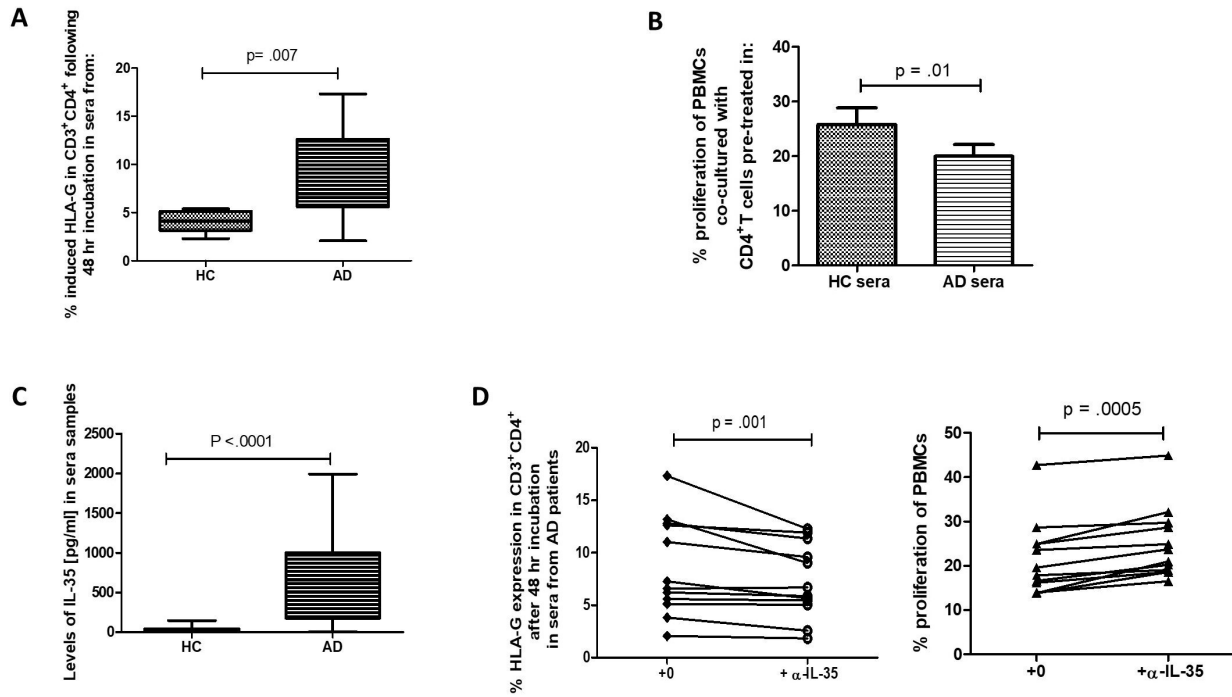 A
% induced HLA-G in CD3+CD4+ following
48 hr incubation in sera from:
p= .007
20
15
10
5
0
HC
AD
B
% proliferation of PBMCs
co-cultured with
CD4+T cells pre-treated in:
p = .01
40
30
20
10
0
HC sera
AD sera
C
Levels of IL-35 [pg/ml] in sera samples
P <.0001
2500
2000
1500
1000
500
0
HC
AD
D
% HLA-G expression in CD3+CD4+
after 48 hr incubation
in sera from AD patients
p = .001
20
15
10
5
0
+0
+ α-IL-35
% proliferation of PBMCs
p = .0005
50
40
30
20
10
0
+0
+α-IL-35